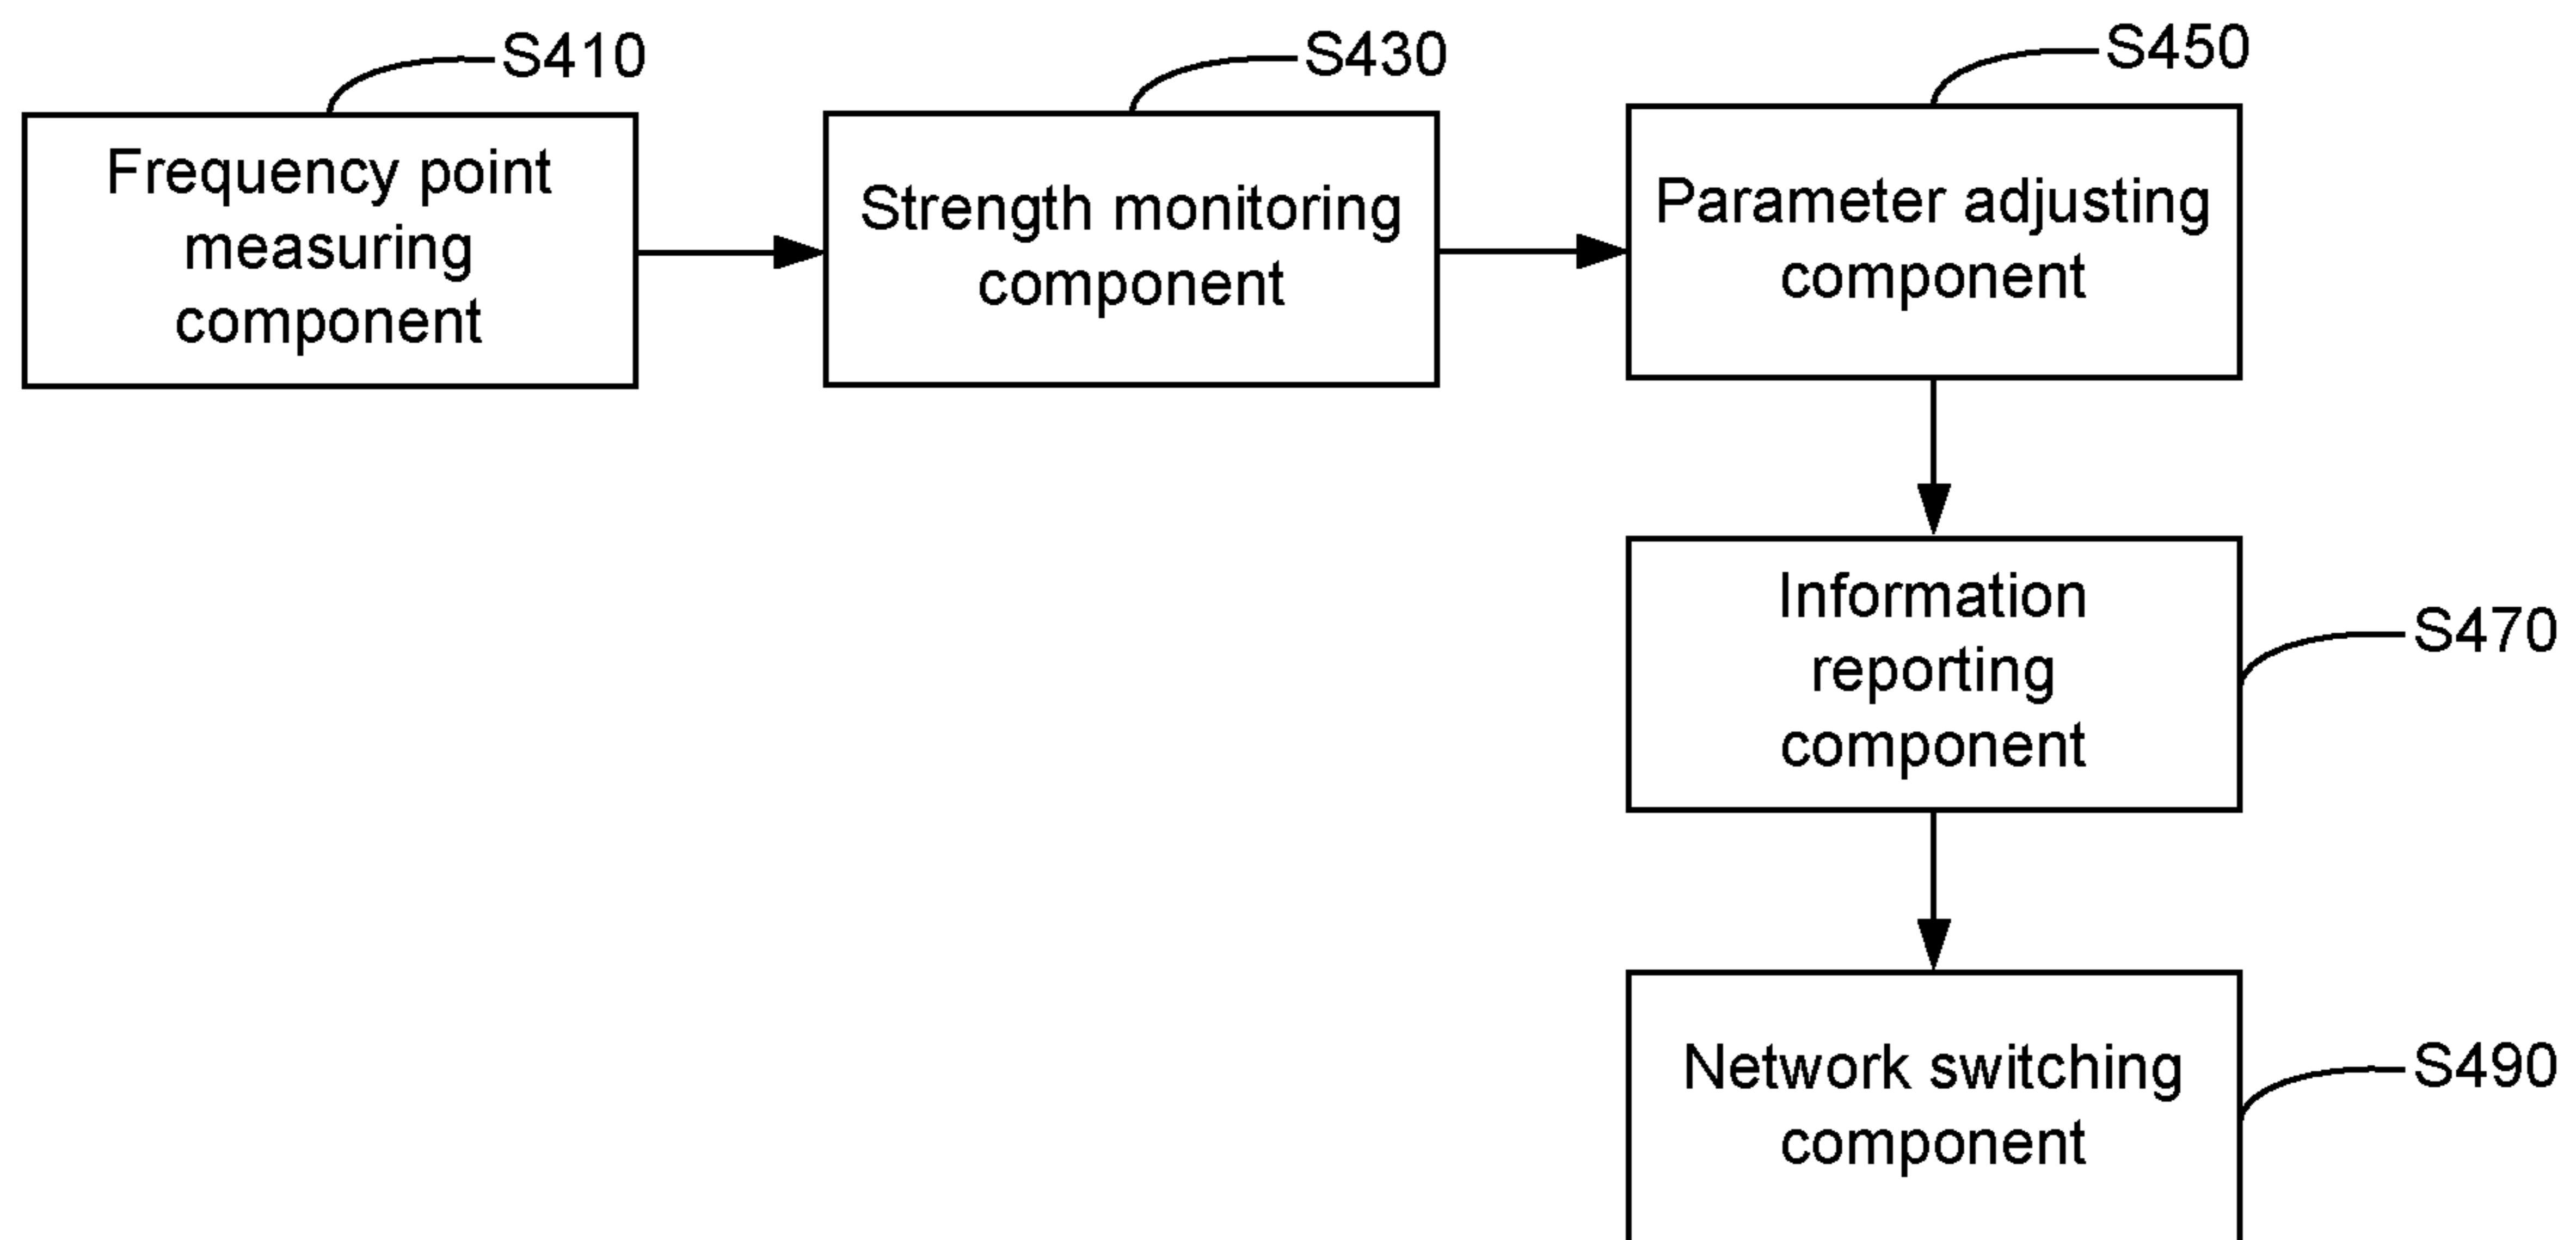 S410
S430
S450
Frequency point
measuring
component
Strength monitoring
component
Parameter adjusting
component
Information
reporting
component
S470
Network switching
component
S490